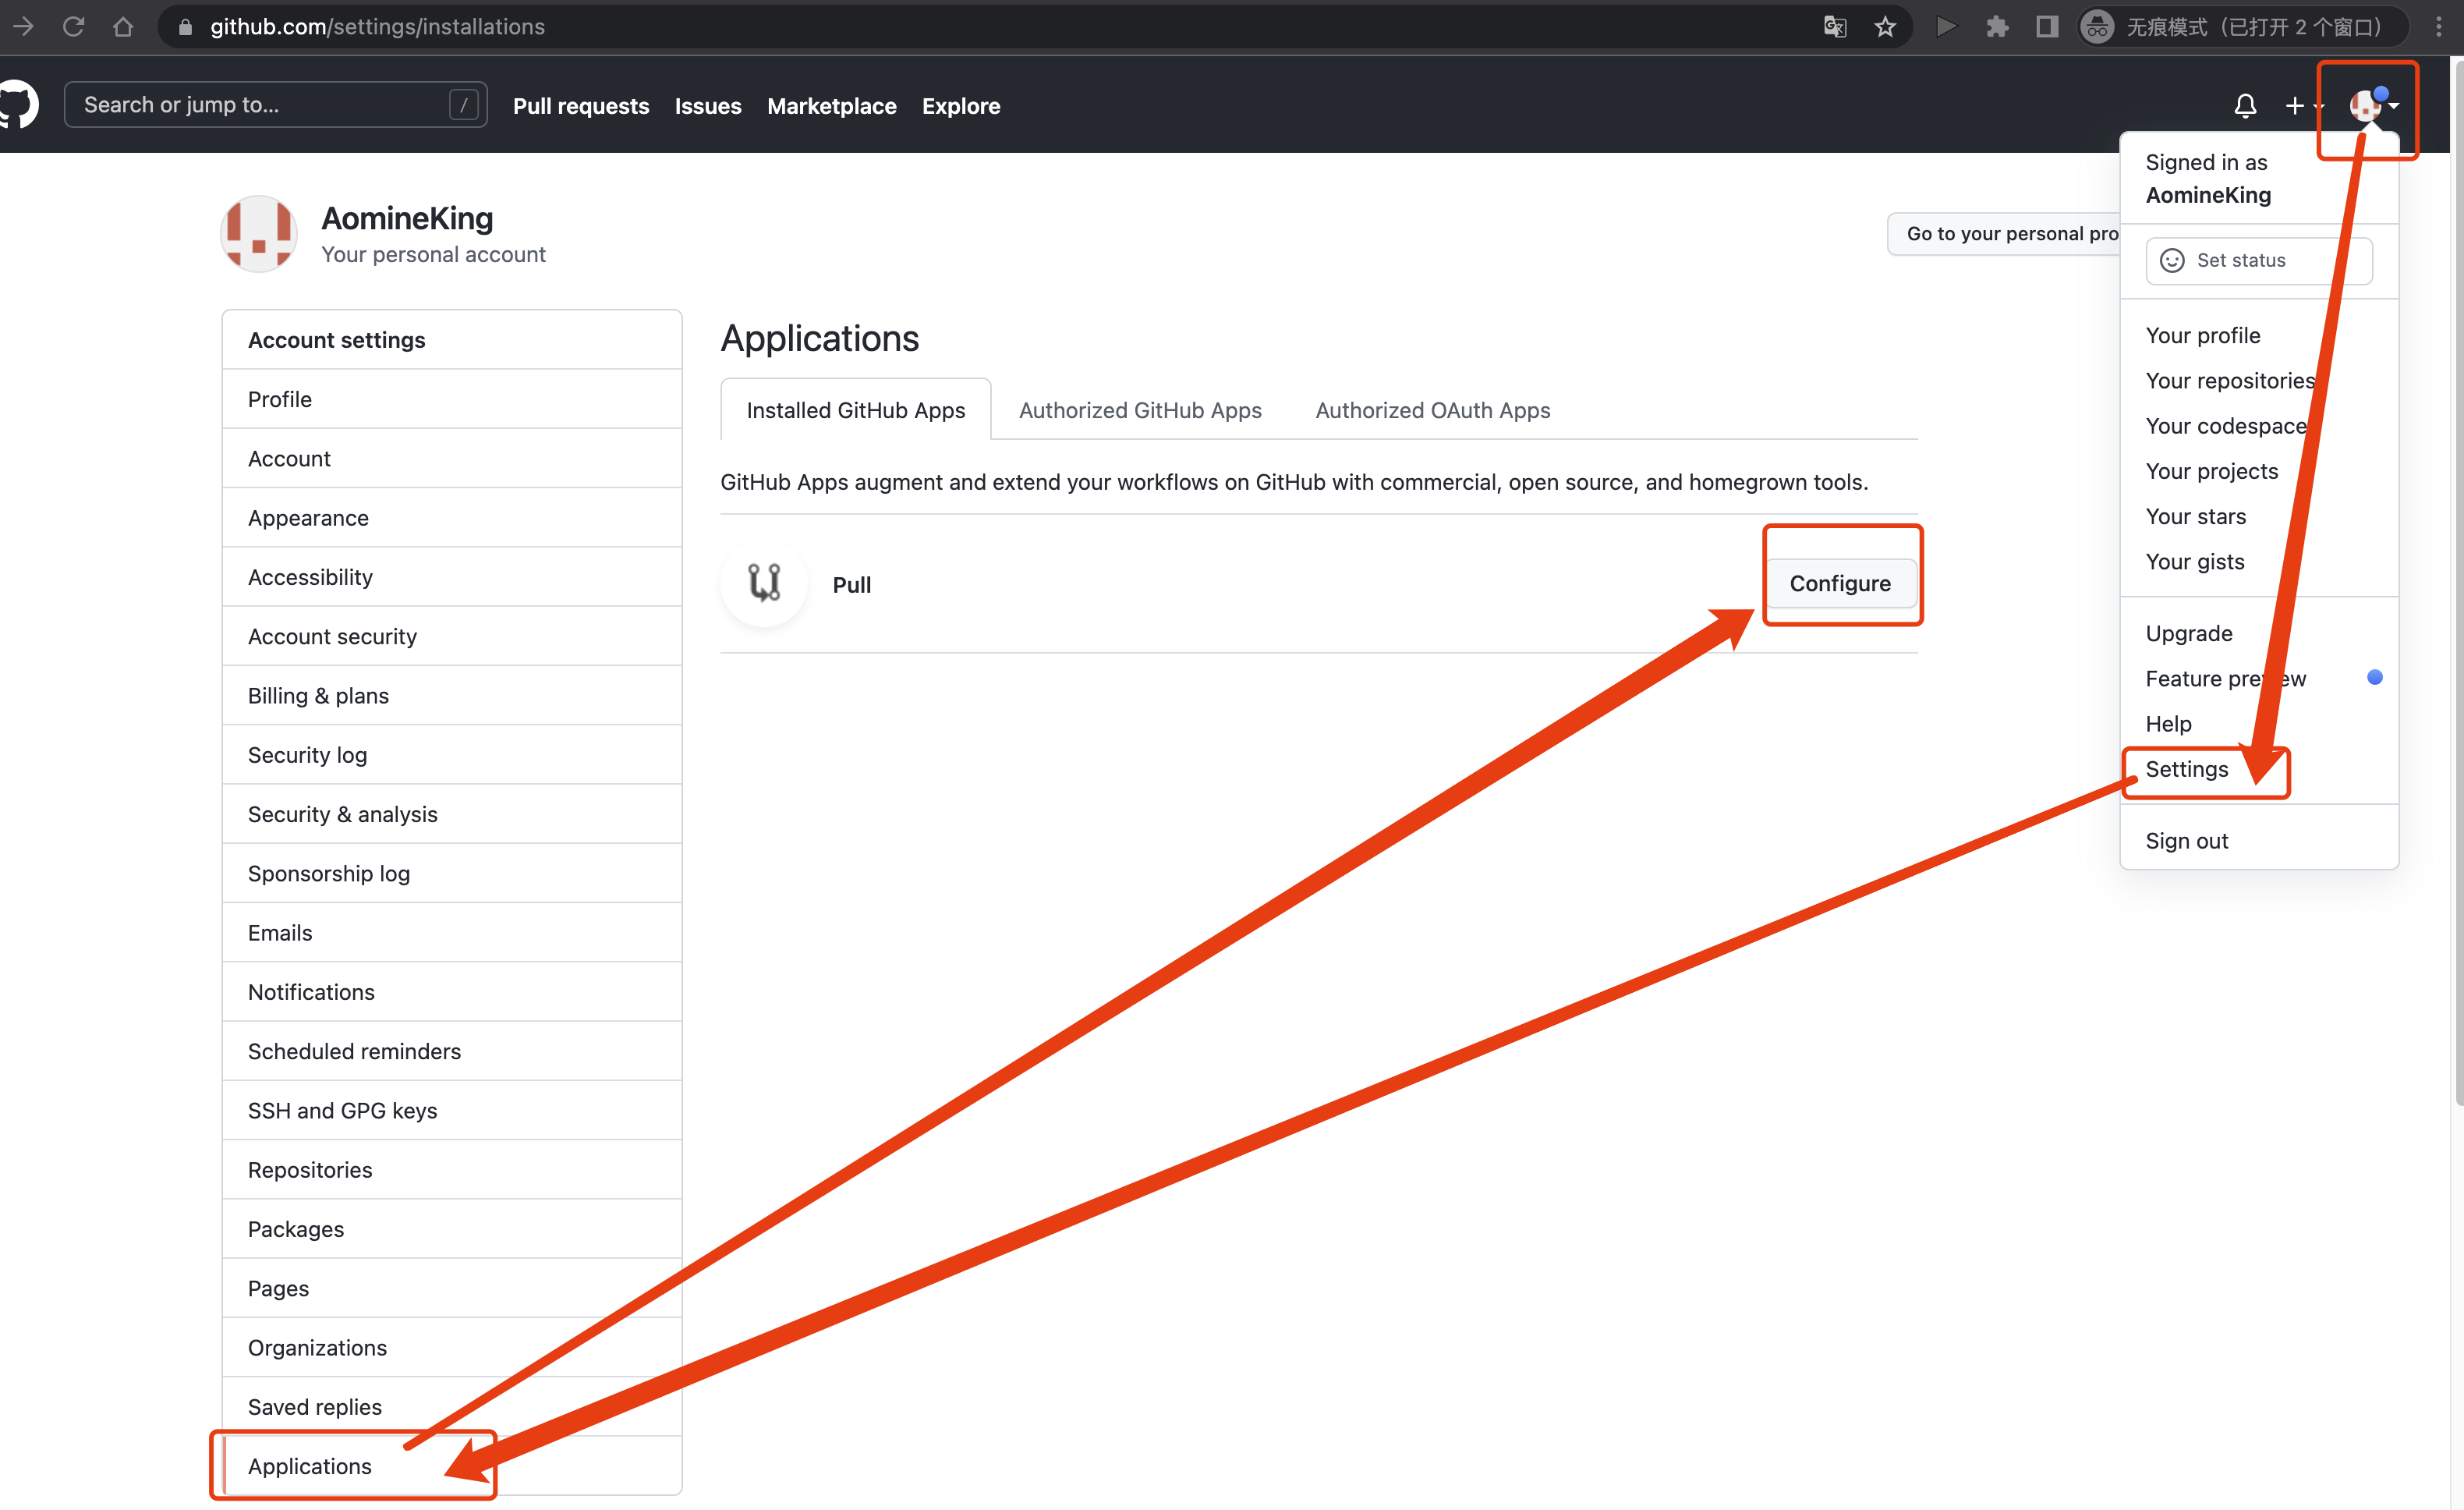 github.com/settings/installations
无痕模式（已打开 2 个窗口）
Search or jump to...
/
Pull requests
Issues
Marketplace
Explore
Signed in as
AomineKing
Set status
Your profile
Your repositories
Your codespace
Your projects
Your stars
Your gists
Upgrade
Feature preview
Help
Settings
Sign out
AomineKing
Your personal account
Go to your personal pro
Account settings
Profile
Account
Appearance
Accessibility
Account security
Billing & plans
Security log
Security & analysis
Sponsorship log
Emails
Notifications
Scheduled reminders
SSH and GPG keys
Repositories
Packages
Pages
Organizations
Saved replies
Applications
Applications
Installed GitHub Apps
Authorized GitHub Apps
Authorized OAuth Apps
GitHub Apps augment and extend your workflows on GitHub with commercial, open source, and homegrown tools.
Pull
Configure